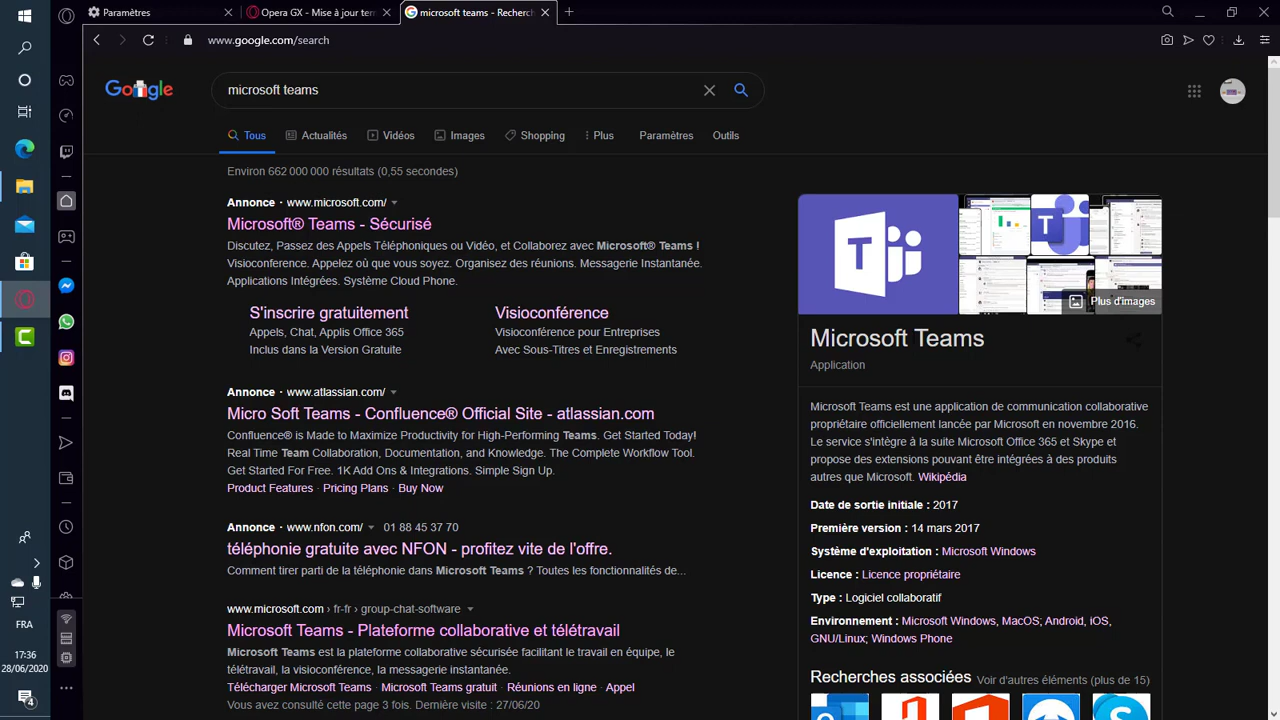 Paramètres
Opera GX - Mise à jour terr
microsoft teams - Recherch
www.google.com/search
Google
microsoft teams
Tous
Actualités
Vidéos
Images
Shopping
Plus
Paramètres
Outils
Environ 662 000 000 résultats (0,55 secondes)
Annonce · www.microsoft.com/
Microsoft Teams - Sécurisé
Discutez, Passez des Appels Téléphoniques ou Vidéo, et Collaborez avec Microsoft® Teams !
Visioconférence. Appelez où que vous soyez. Organisez des réunions. Messagerie Instantanée.
Applications Intégrées. Système Cloud Phone.
S'inscrire gratuitement
Appels, Chat, Applis Office 365
Inclus dans la Version Gratuite
Visioconférence
Visioconférence pour Entreprises
Avec Sous-Titres et Enregistrements
Annonce · www.atlassian.com/
Micro Soft Teams - Confluence® Official Site - atlassian.com
Confluence® is Made to Maximize Productivity for High-Performing Teams. Get Started Today!
Real Time Team Collaboration, Documentation, and Knowledge. The Complete Workflow Tool.
Get Started For Free. 1K Add Ons & Integrations. Simple Sign Up.
Product Features · Pricing Plans · Buy Now
Annonce · www.nfon.com/ 01 88 45 37 70
téléphonie gratuite avec NFON - profitez vite de l'offre.
Comment tirer parti de la téléphonie dans Microsoft Teams ? Toutes les fonctionnalités de...
www.microsoft.com › fr-fr › group-chat-software
Microsoft Teams - Plateforme collaborative et télétravail
Microsoft Teams est la plateforme collaborative sécurisée facilitant le travail en équipe, le
télétravail, la visioconférence, la messagerie instantanée.
Télécharger Microsoft Teams · Microsoft Teams gratuit · Réunions en ligne · Appel
Vous avez consulté cette page 3 fois. Dernière visite : 27/06/20
Plus d'images
Microsoft Teams
Application
Microsoft Teams est une application de communication collaborative
propriétaire officiellement lancée par Microsoft en novembre 2016.
Le service s'intègre à la suite Microsoft Office 365 et Skype et
propose des extensions pouvant être intégrées à des produits
autres que Microsoft. Wikipédia
Date de sortie initiale : 2017
Première version : 14 mars 2017
Système d'exploitation : Microsoft Windows
Licence : Licence propriétaire
Type : Logiciel collaboratif
Environnement : Microsoft Windows, MacOS; Android, iOS,
GNU/Linux; Windows Phone
Recherches associées
Voir d'autres éléments (plus de 15)
FRA
17:36
28/06/2020
4